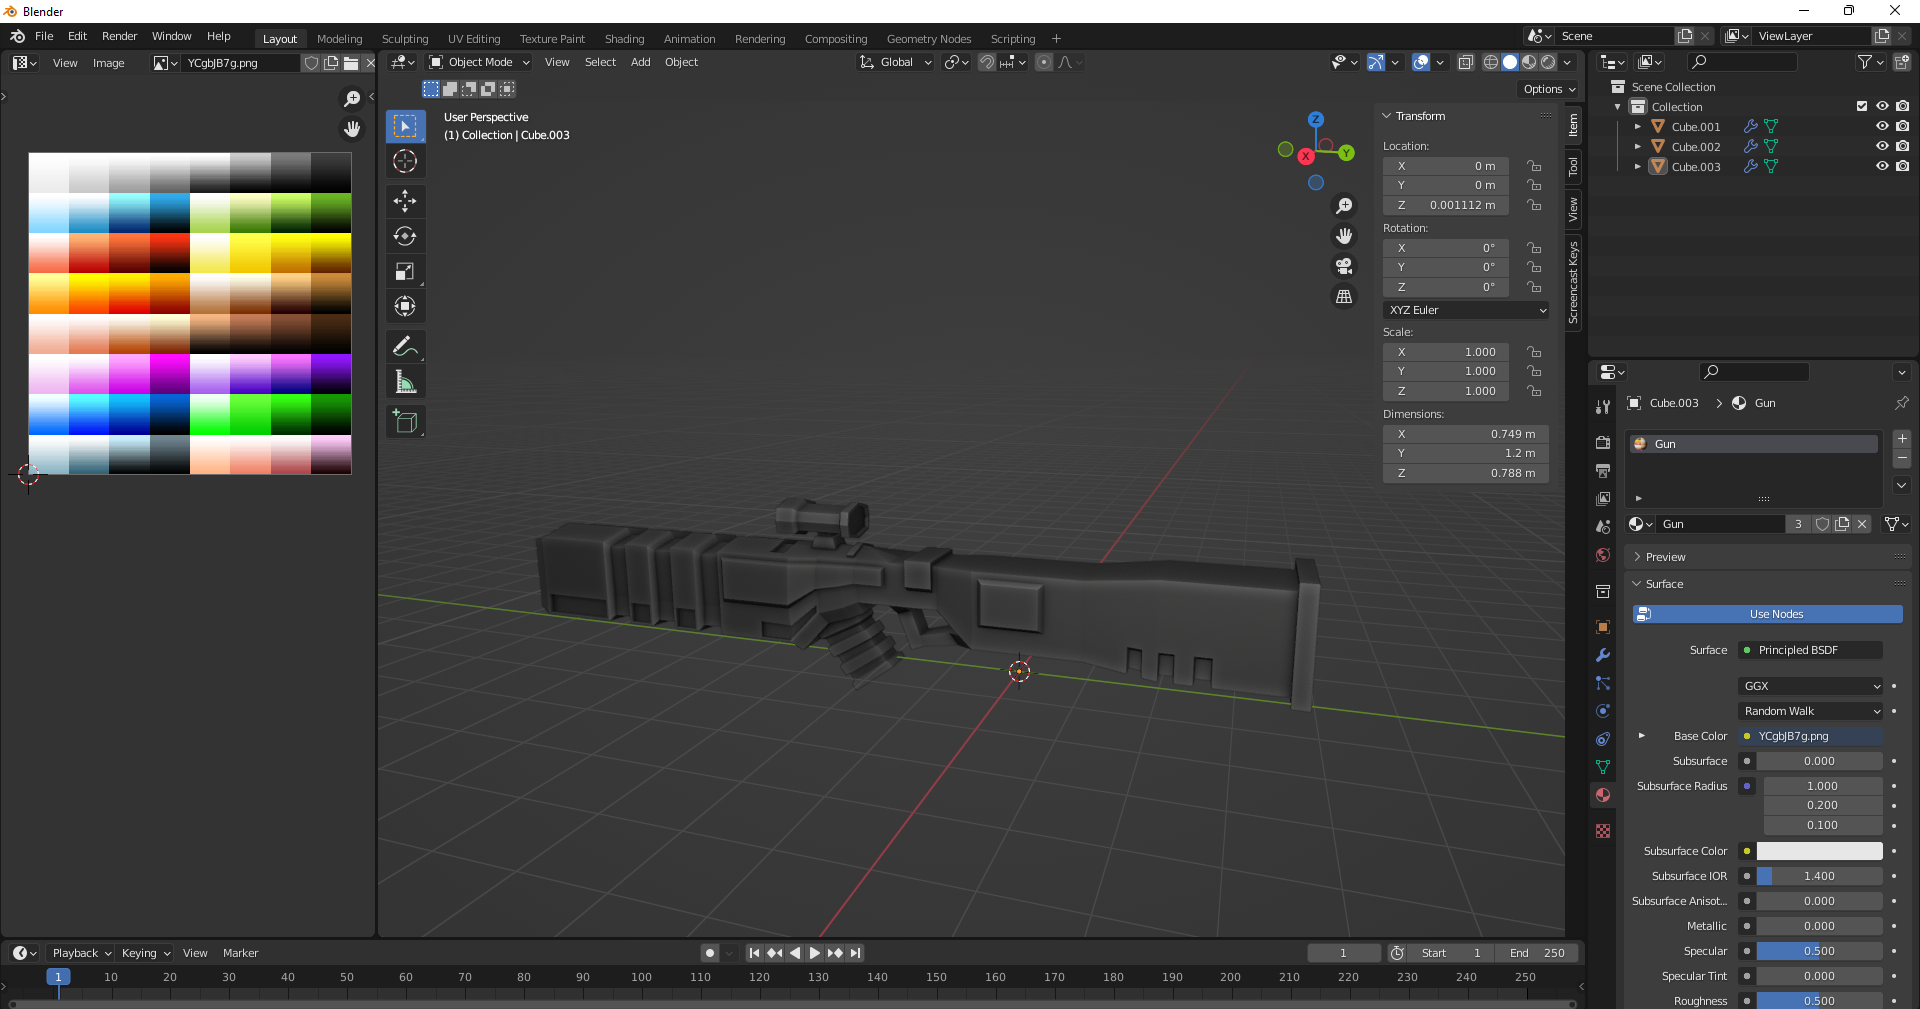 Blender
File Edit Render Window Help Layout Modeling Sculpting UV Editing Texture Paint Shading Animation Rendering Compositing Geometry Nodes Scripting + Scene ViewLayer
View Image YCgbJB7g.png Object Mode View Select Add Object Global
Options
User Perspective
(1) Collection | Cube.003
Z
Y
X
Transform
Location:
X 0 m
Y 0 m
Z 0.001112 m
Rotation:
X 0°
Y 0°
Z 0°
XYZ Euler
Scale:
X 1.000
Y 1.000
Z 1.000
Dimensions:
X 0.749 m
Y 1.2 m
Z 0.788 m
Item
Tool
View
Screencast Keys
Scene Collection
Collection
Cube.001
Cube.002
Cube.003
Cube.003 > Gun
Gun
Gun 3
Preview
Surface
Use Nodes
Surface Principled BSDF
GGX
Random Walk
Base Color YCgbJB7g.png
Subsurface 0.000
Subsurface Radius 1.000
0.200
0.100
Subsurface Color
Subsurface IOR 1.400
Subsurface Anisot... 0.000
Metallic 0.000
Specular 0.500
Specular Tint 0.000
Roughness 0.500
Playback Keying View Marker 1 Start 1 End 250
1 10 20 30 40 50 60 70 80 90 100 110 120 130 140 150 160 170 180 190 200 210 220 230 240 250